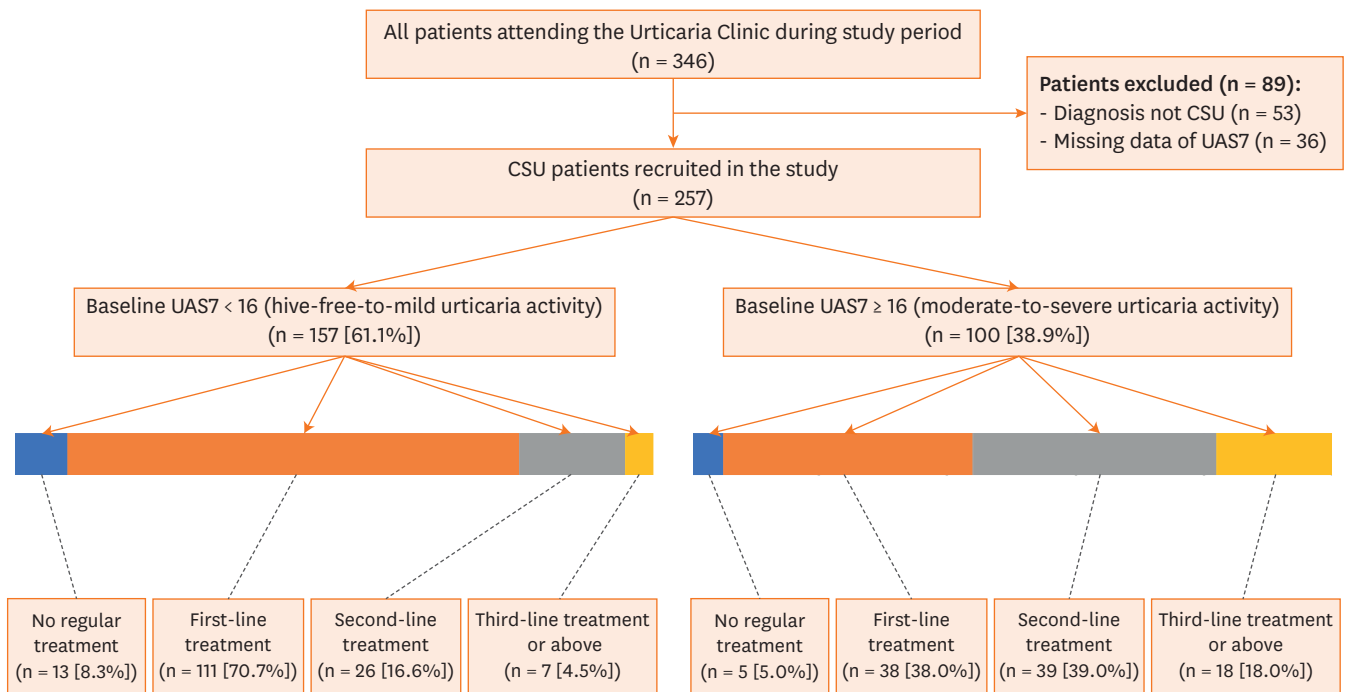 All patients attending the Urticaria Clinic during study period
(n = 346)
Patients excluded (n = 89):
- Diagnosis not CSU (n = 53)
- Missing data of UAS7 (n = 36)
CSU patients recruited in the study
(n = 257)
Baseline UAS7 < 16 (hive-free-to-mild urticaria activity)
(n = 157 [61.1%])
Baseline UAS7 ≥ 16 (moderate-to-severe urticaria activity)
(n = 100 [38.9%])
No regular
treatment
(n = 13 [8.3%])
First-line
treatment
(n = 111 [70.7%])
Second-line
treatment
(n = 26 [16.6%])
Third-line treatment
or above
(n = 7 [4.5%])
No regular
treatment
(n = 5 [5.0%])
First-line
treatment
(n = 38 [38.0%])
Second-line
treatment
(n = 39 [39.0%])
Third-line treatment
or above
(n = 18 [18.0%])